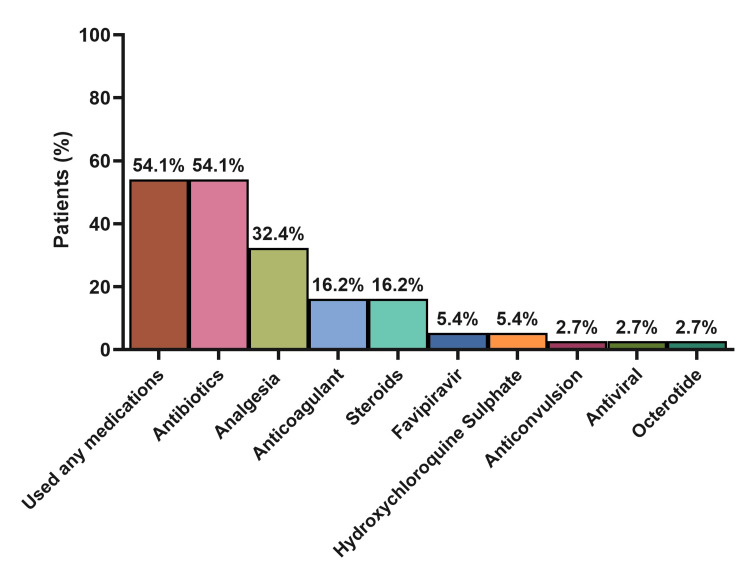 Patients (%)
100
80
60
40
20
0
54.1% 54.1%
32.4%
16.2% 16.2%
5.4% 5.4%
2.7% 2.7% 2.7%
Used any medications
Antibiotics
Analgesia
Anticoagulant
Steroids
Favipiravir
Hydroxychloroquine Sulphate
Anticonvulsion
Antiviral
Octerotide